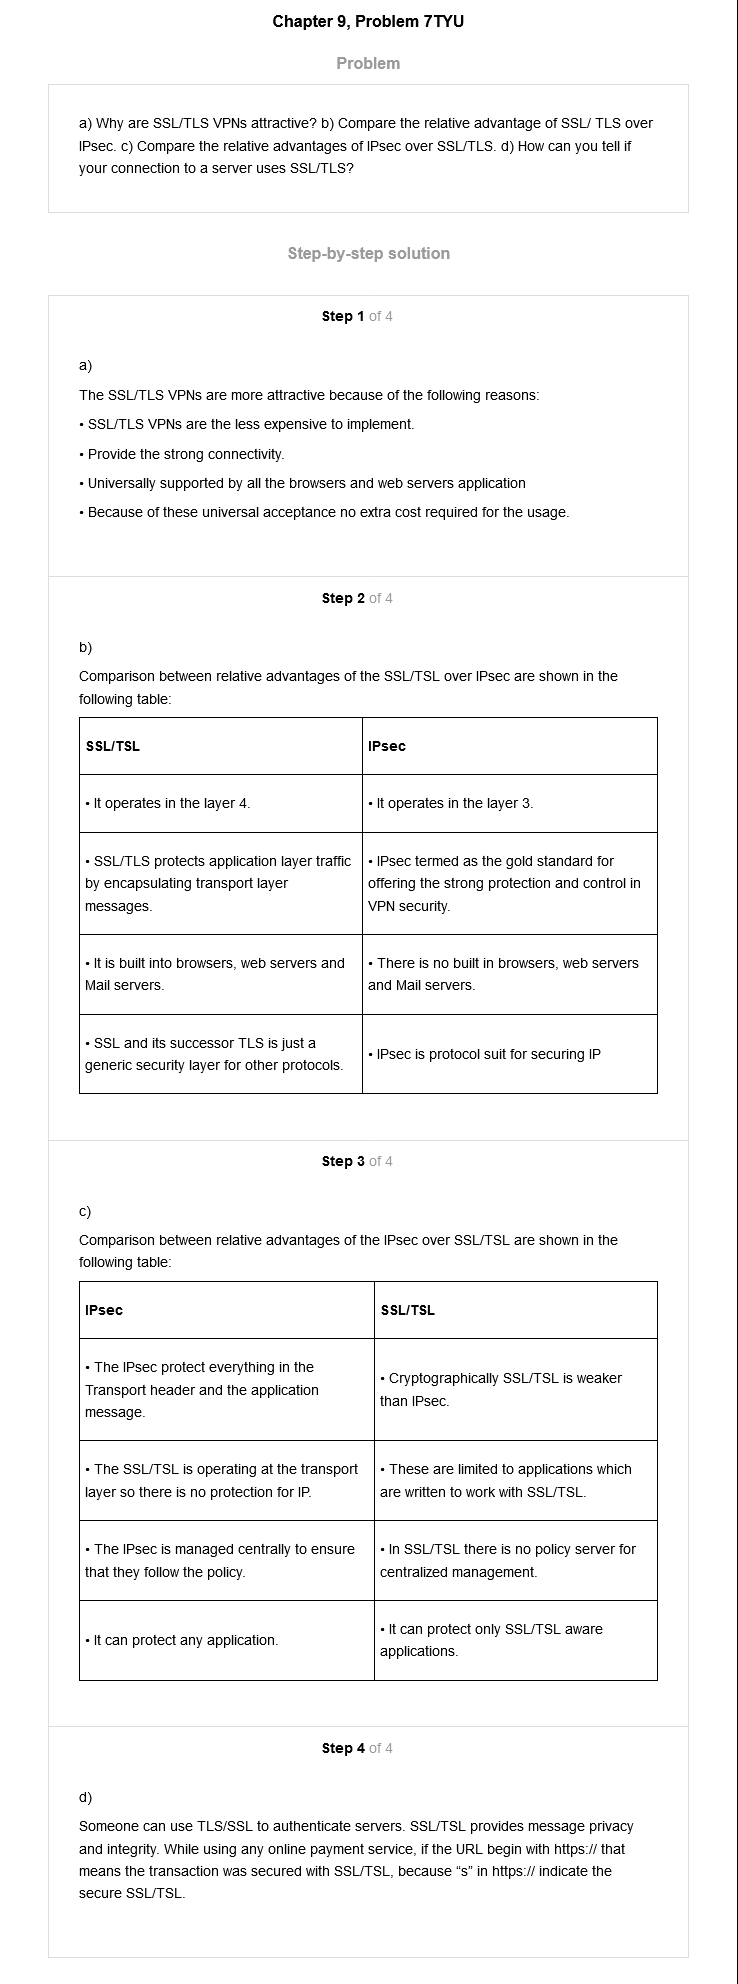 Chapter 9, Problem 7TYU
Problem
a) Why are SSL/TLS VPNs attractive? b) Compare the relative advantage of SSL/ TLS over
IPsec. c) Compare the relative advantages of IPsec over SSL/TLS. d) How can you tell if
your connection to a server uses SSL/TLS?
Step-by-step solution
Step 1 of 4
a)
The SSL/TLS VPNs are more attractive because of the following reasons:
• SSL/TLS VPNs are the less expensive to implement.
• Provide the strong connectivity.
• Universally supported by all the browsers and web servers application
• Because of these universal acceptance no extra cost required for the usage.
Step 2 of 4
b)
Comparison between relative advantages of the SSL/TSL over IPsec are shown in the
following table:
SSL/TSL
IPsec
• It operates in the layer 4.
• It operates in the layer 3.
• SSL/TLS protects application layer traffic
by encapsulating transport layer
messages.
• IPsec termed as the gold standard for
offering the strong protection and control in
VPN security.
• It is built into browsers, web servers and
Mail servers.
• There is no built in browsers, web servers
and Mail servers.
• SSL and its successor TLS is just a
generic security layer for other protocols.
• IPsec is protocol suit for securing IP
Step 3 of 4
c)
Comparison between relative advantages of the IPsec over SSL/TSL are shown in the
following table:
IPsec
SSL/TSL
• The IPsec protect everything in the
Transport header and the application
message.
• Cryptographically SSL/TSL is weaker
than IPsec.
• The SSL/TSL is operating at the transport
layer so there is no protection for IP.
• These are limited to applications which
are written to work with SSL/TSL.
• The IPsec is managed centrally to ensure
that they follow the policy.
• In SSL/TSL there is no policy server for
centralized management.
• It can protect any application.
• It can protect only SSL/TSL aware
applications.
Step 4 of 4
d)
Someone can use TLS/SSL to authenticate servers. SSL/TSL provides message privacy
and integrity. While using any online payment service, if the URL begin with https:// that
means the transaction was secured with SSL/TSL, because “s” in https:// indicate the
secure SSL/TSL.